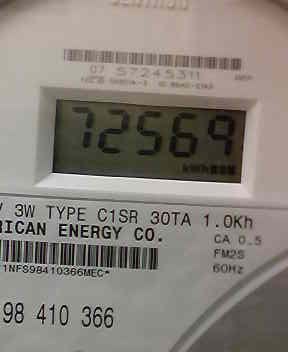 07 57245311
72569
kWh
V 3W TYPE C1SR 30TA 1.0Kh
RICAN ENERGY CO.
CA 0.5
FM2S
60Hz
1NFS98410366MEC*
98 410 366